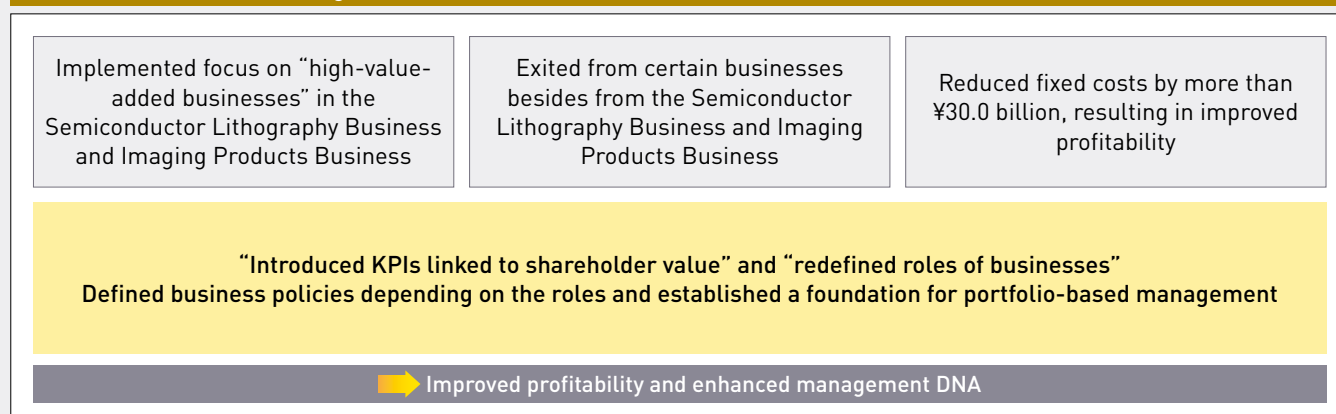 Implemented focus on “high-value-
added businesses” in the
Semiconductor Lithography Business
and Imaging Products Business
Exited from certain businesses
besides from the Semiconductor
Lithography Business and Imaging
Products Business
Reduced fixed costs by more than
¥30.0 billion, resulting in improved
profitability
“Introduced KPIs linked to shareholder value” and “redefined roles of businesses”
Defined business policies depending on the roles and established a foundation for portfolio-based management
Improved profitability and enhanced management DNA